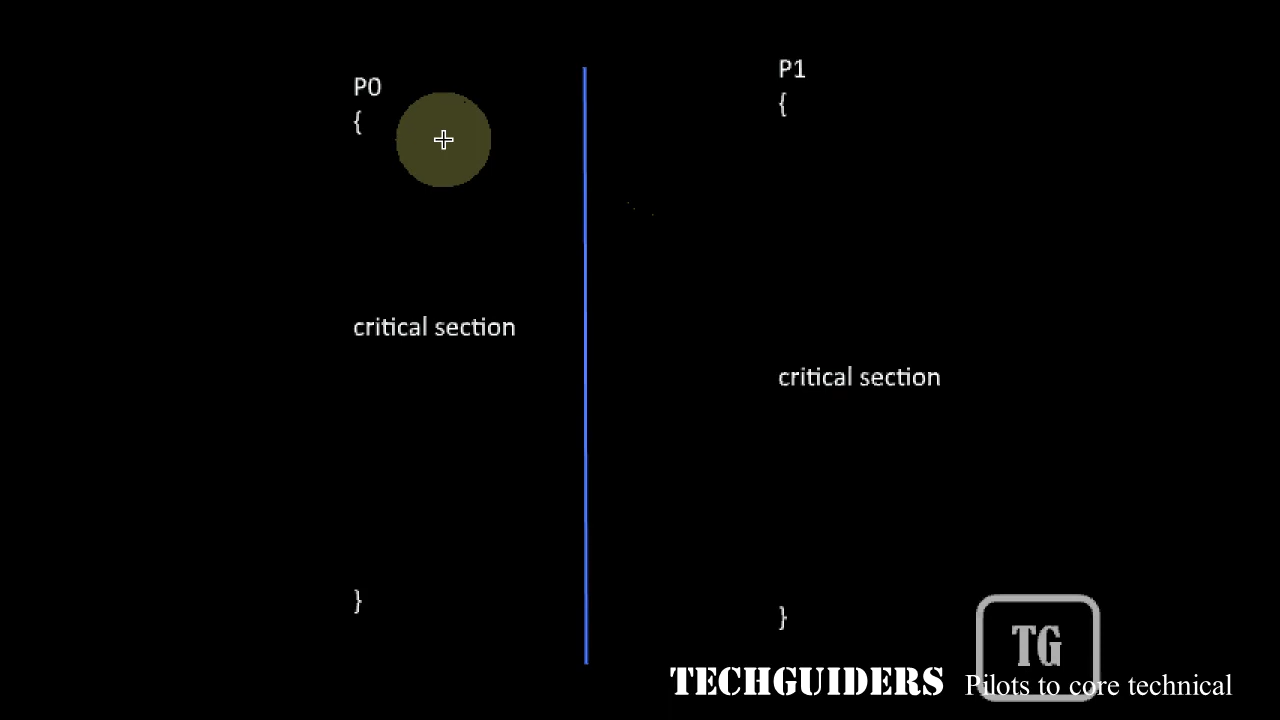 P0
{
critical section
}
P1
{
critical section
}
TG
TECHGUIDERS Pilots to core technical